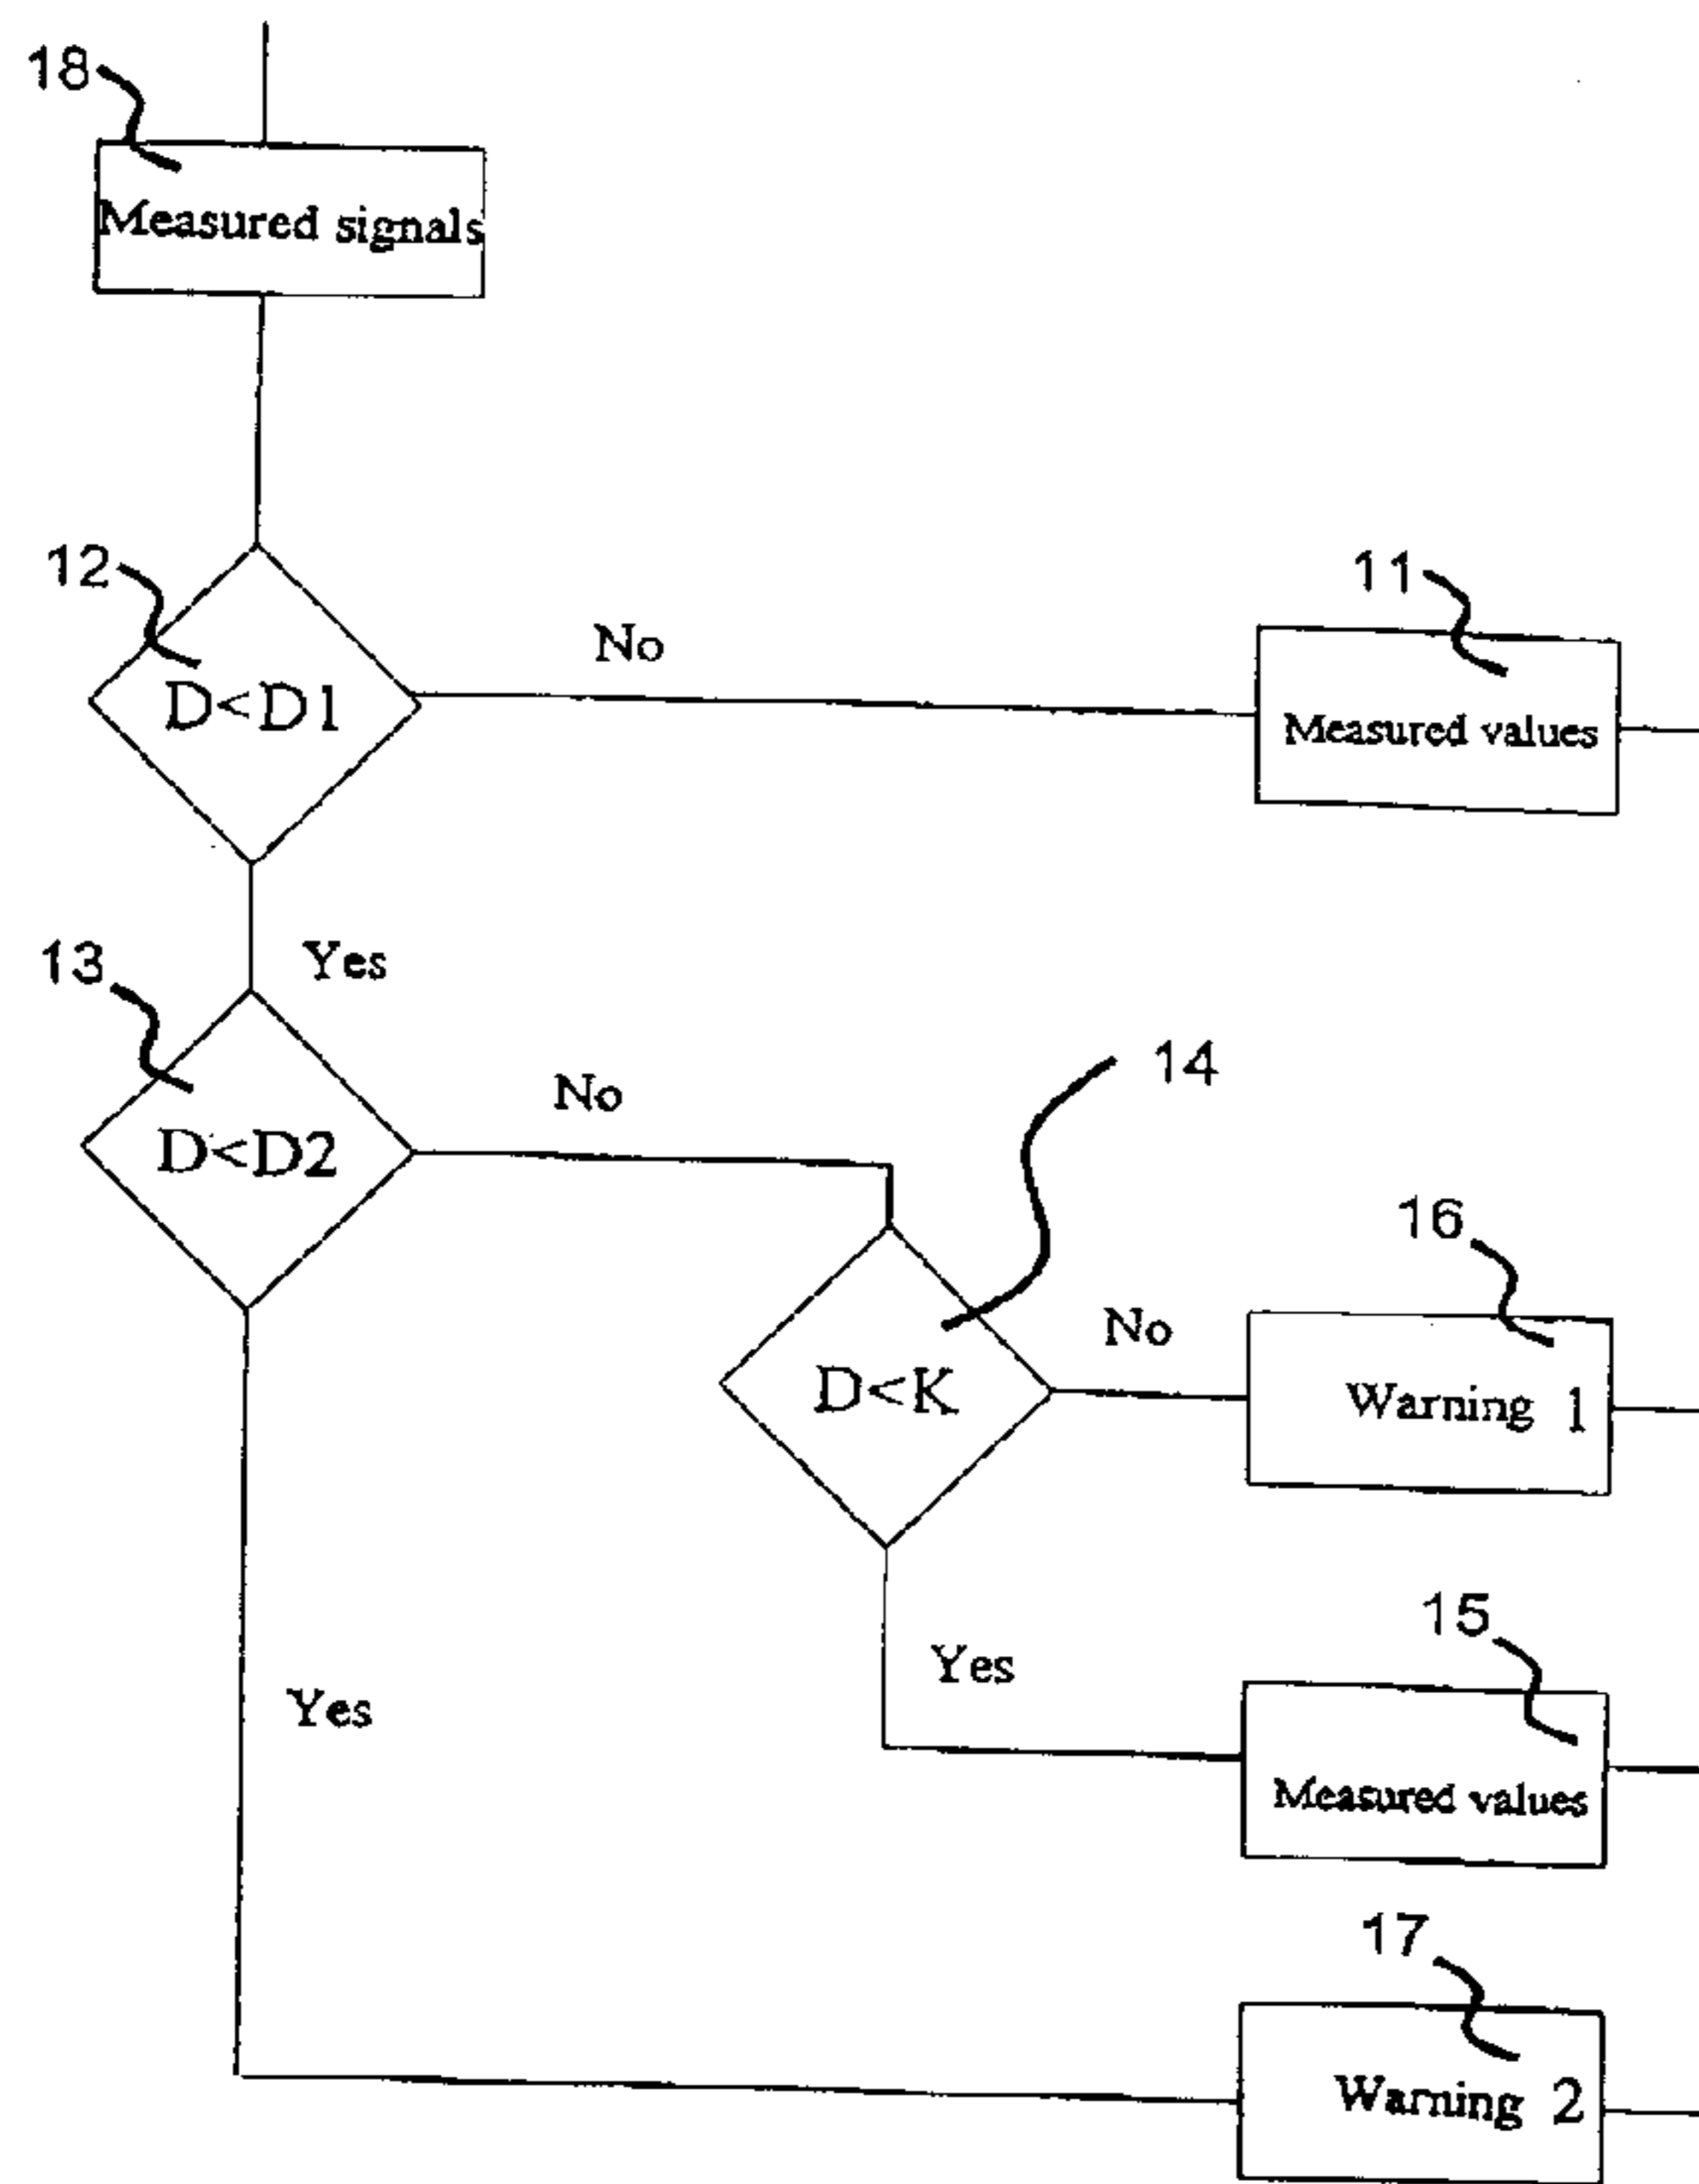 18
Measured signals
12
D<D1
No
11
Measured values
Yes
13
D<D2
No
14
D<K
No
16
Warning 1
Yes
15
Measured values
Yes
17
Warning 2